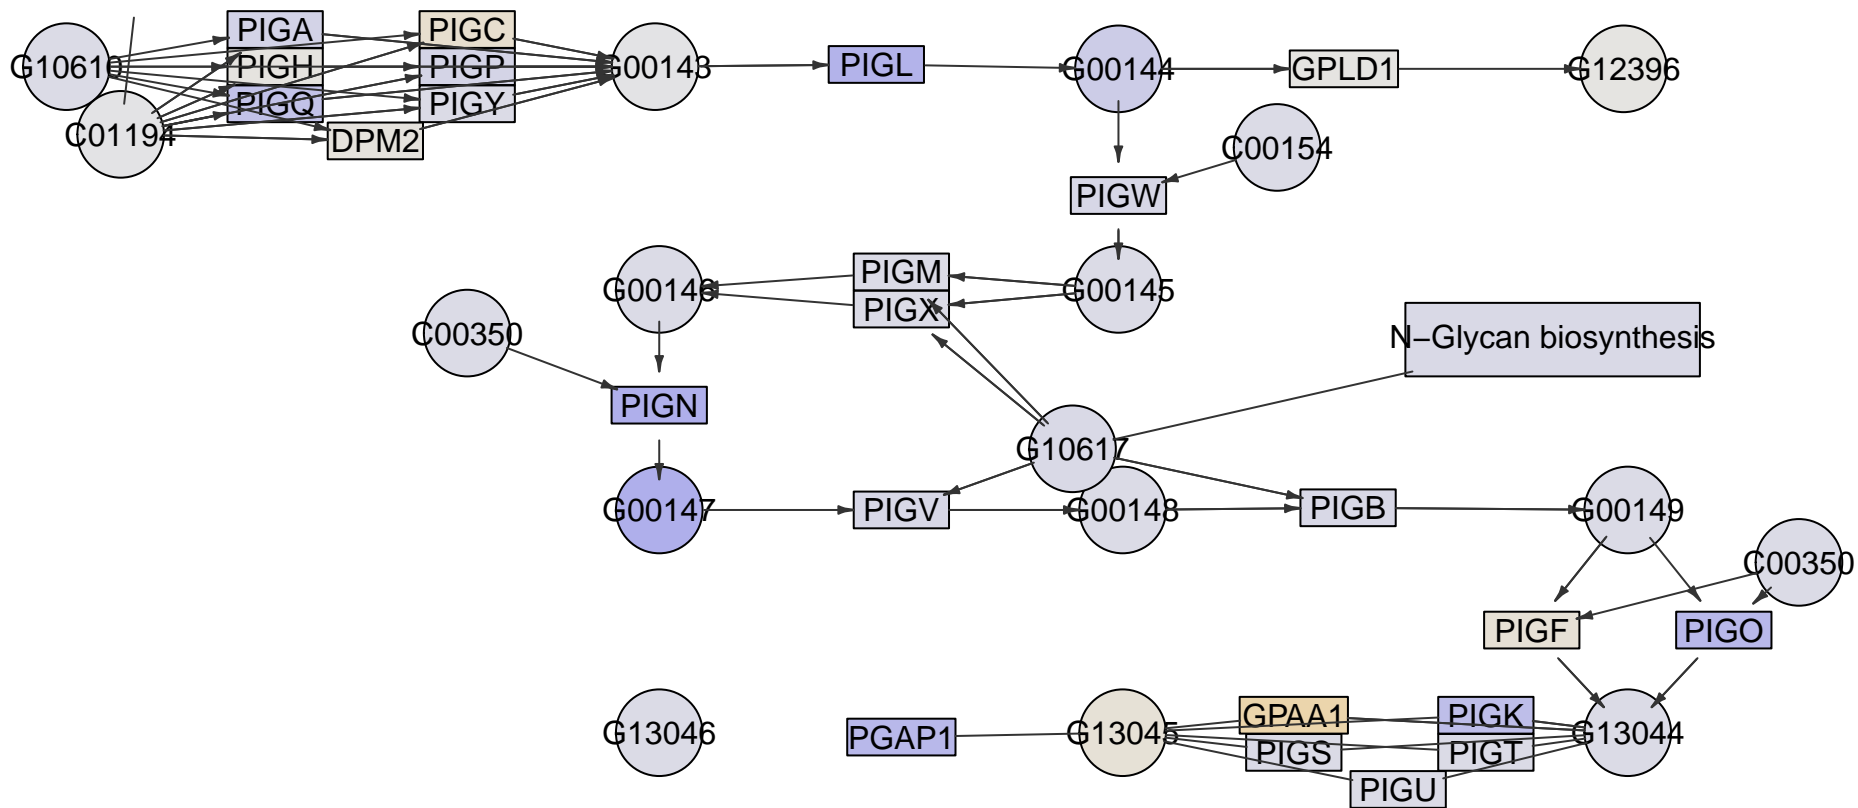 PIGA
PIGC
G10610
PIGH
PIGP
G00143
PIGL
G00144
GPLD1
G12396
PIGQ
PIGY
C01194
DPM2
C00154
PIGW
PIGM
G00146
G00145
PIGX
C00350
N−Glycan biosynthesis
PIGN
G10617
G00147
PIGV
G00148
PIGB
G00149
C00350
PIGF
PIGO
GPAA1
PIGK
G13046
PGAP1
G13045
G13044
PIGS
PIGT
PIGU